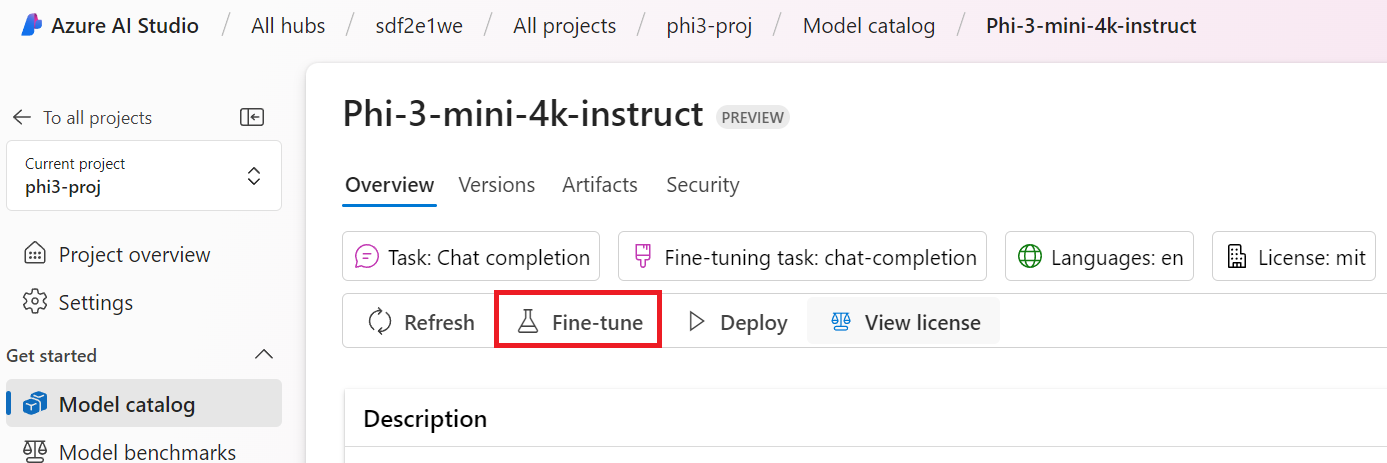 Azure AI Studio / All hubs / sdf2e1we / All projects / phi3-proj / Model catalog / Phi-3-mini-4k-instruct
To all projects
Current project
phi3-proj
Project overview
Settings
Get started
Model catalog
Model benchmarks
Phi-3-mini-4k-instruct PREVIEW
Overview Versions Artifacts Security
Task: Chat completion Fine-tuning task: chat-completion Languages: en License: mit
Refresh Fine-tune Deploy View license
Description